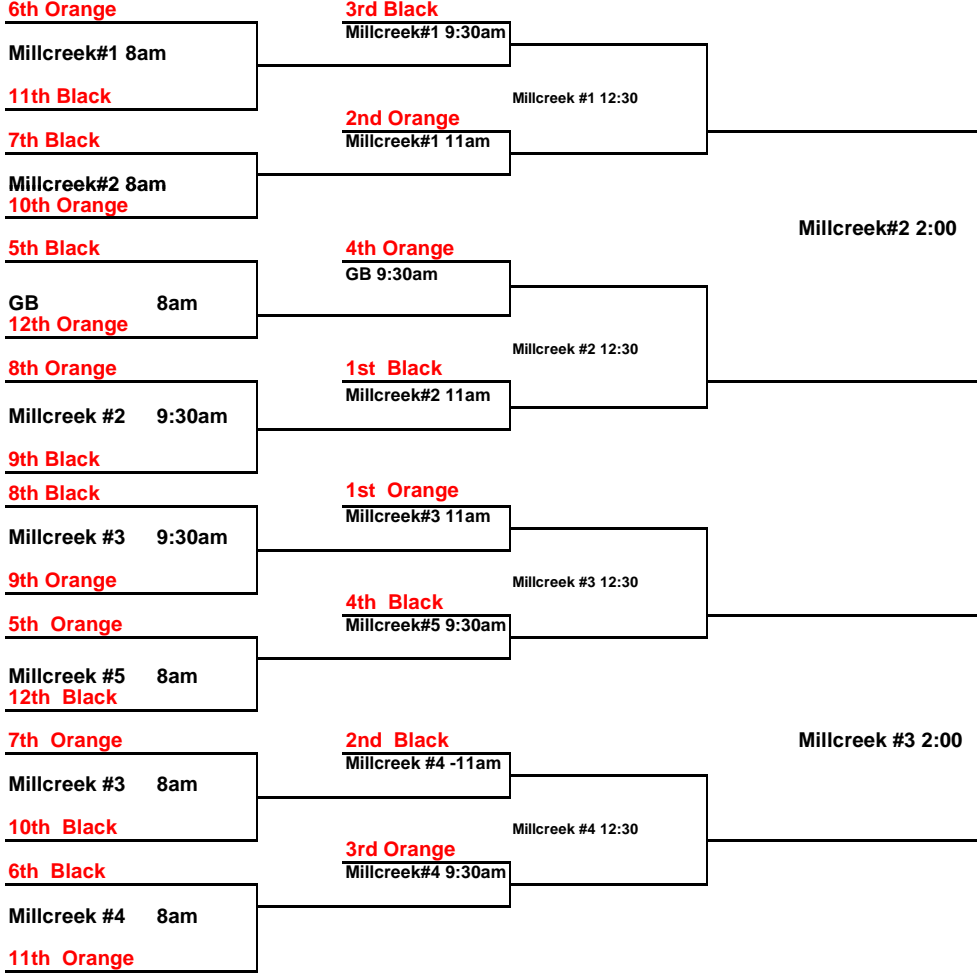 6th Orange
Millcreek#1 8am
11th Black
7th Black
Millcreek#2 8am
10th Orange
5th Black
GB 8am
12th Orange
8th Orange
Millcreek #2 9:30am
9th Black
8th Black
Millcreek #3 9:30am
9th Orange
5th Orange
Millcreek #5 8am
12th Black
7th Orange
Millcreek #3 8am
10th Black
6th Black
Millcreek #4 8am
11th Orange
3rd Black
Millcreek#1 9:30am
2nd Orange
Millcreek#1 11am
4th Orange
GB 9:30am
1st Black
Millcreek#2 11am
1st Orange
Millcreek#3 11am
4th Black
Millcreek#5 9:30am
2nd Black
Millcreek #4 -11am
3rd Orange
Millcreek#4 9:30am
Millcreek #1 12:30
Millcreek #2 12:30
Millcreek #3 12:30
Millcreek #4 12:30
Millcreek#2 2:00
Millcreek #3 2:00